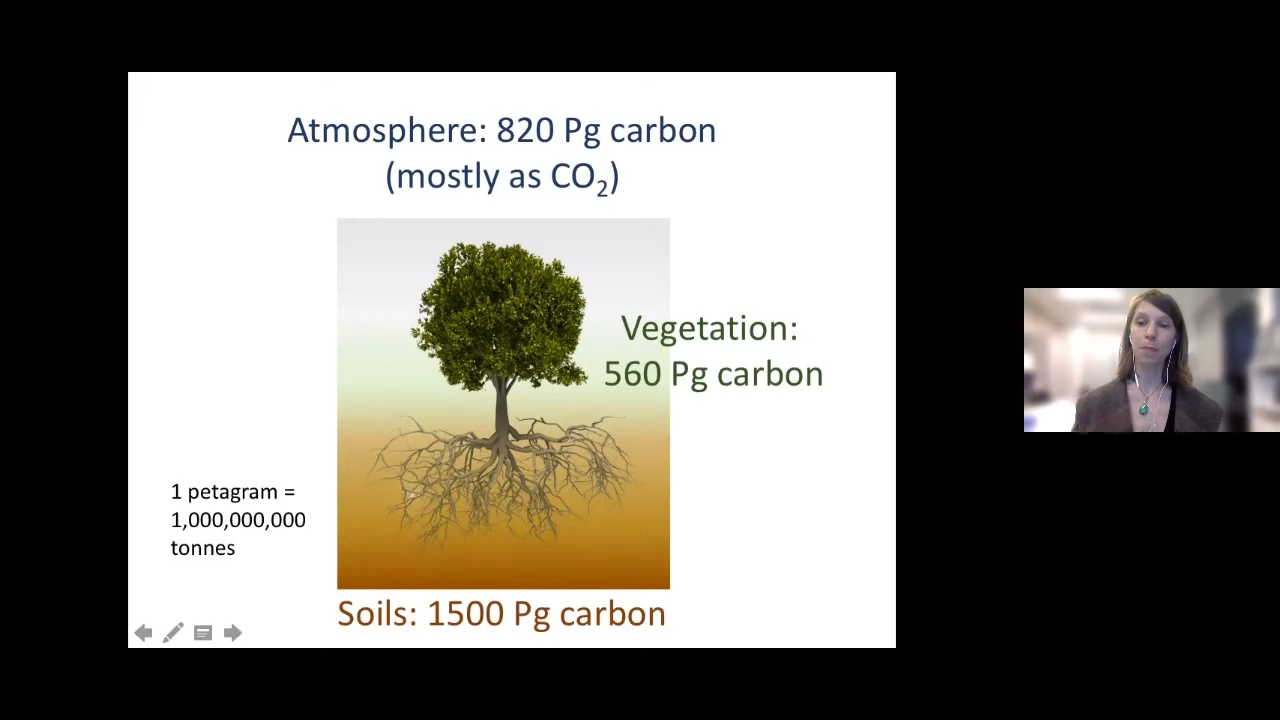 Atmosphere: 820 Pg carbon
(mostly as CO₂)
Vegetation:
560 Pg carbon
1 petagram =
1,000,000,000
tonnes
Soils: 1500 Pg carbon